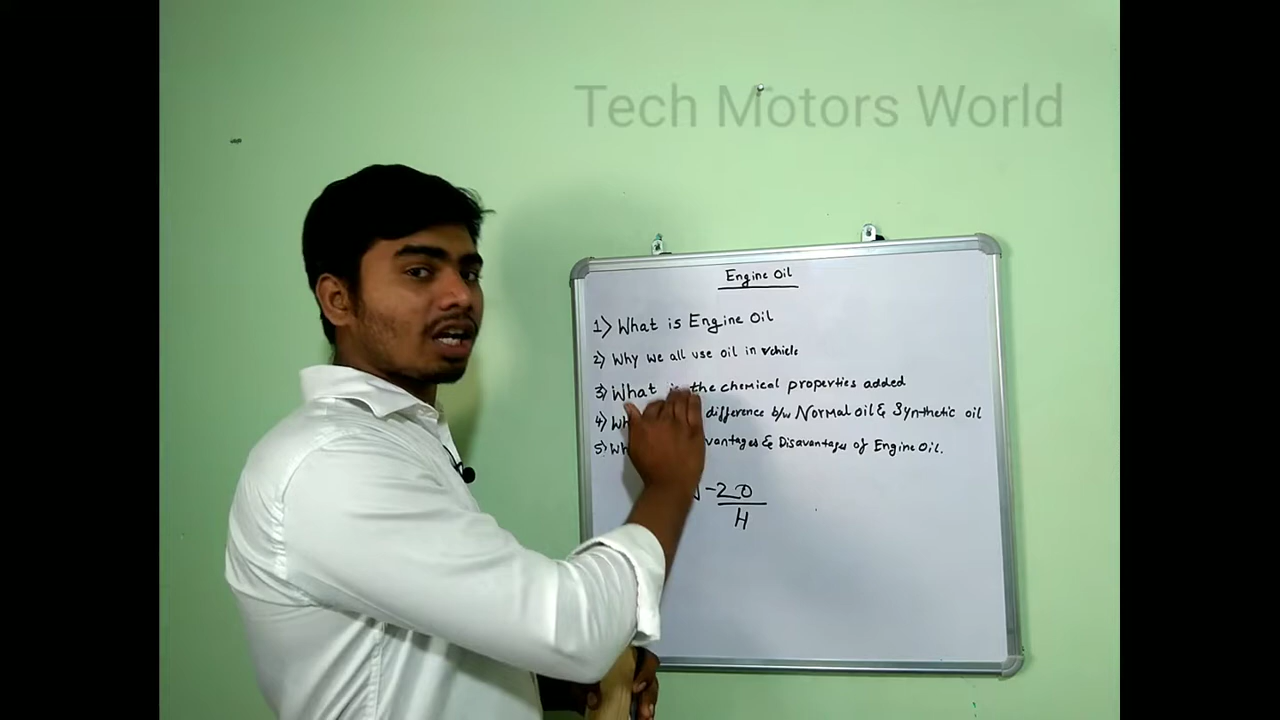 Tech Motors World
Engine Oil
1) What is Engine Oil
2) Why we all use oil in vehicle
3) What is the chemical properties added
4) difference b/w Normal oil & Synthetic oil
5) & Disavantages of Engine Oil.
-20
H